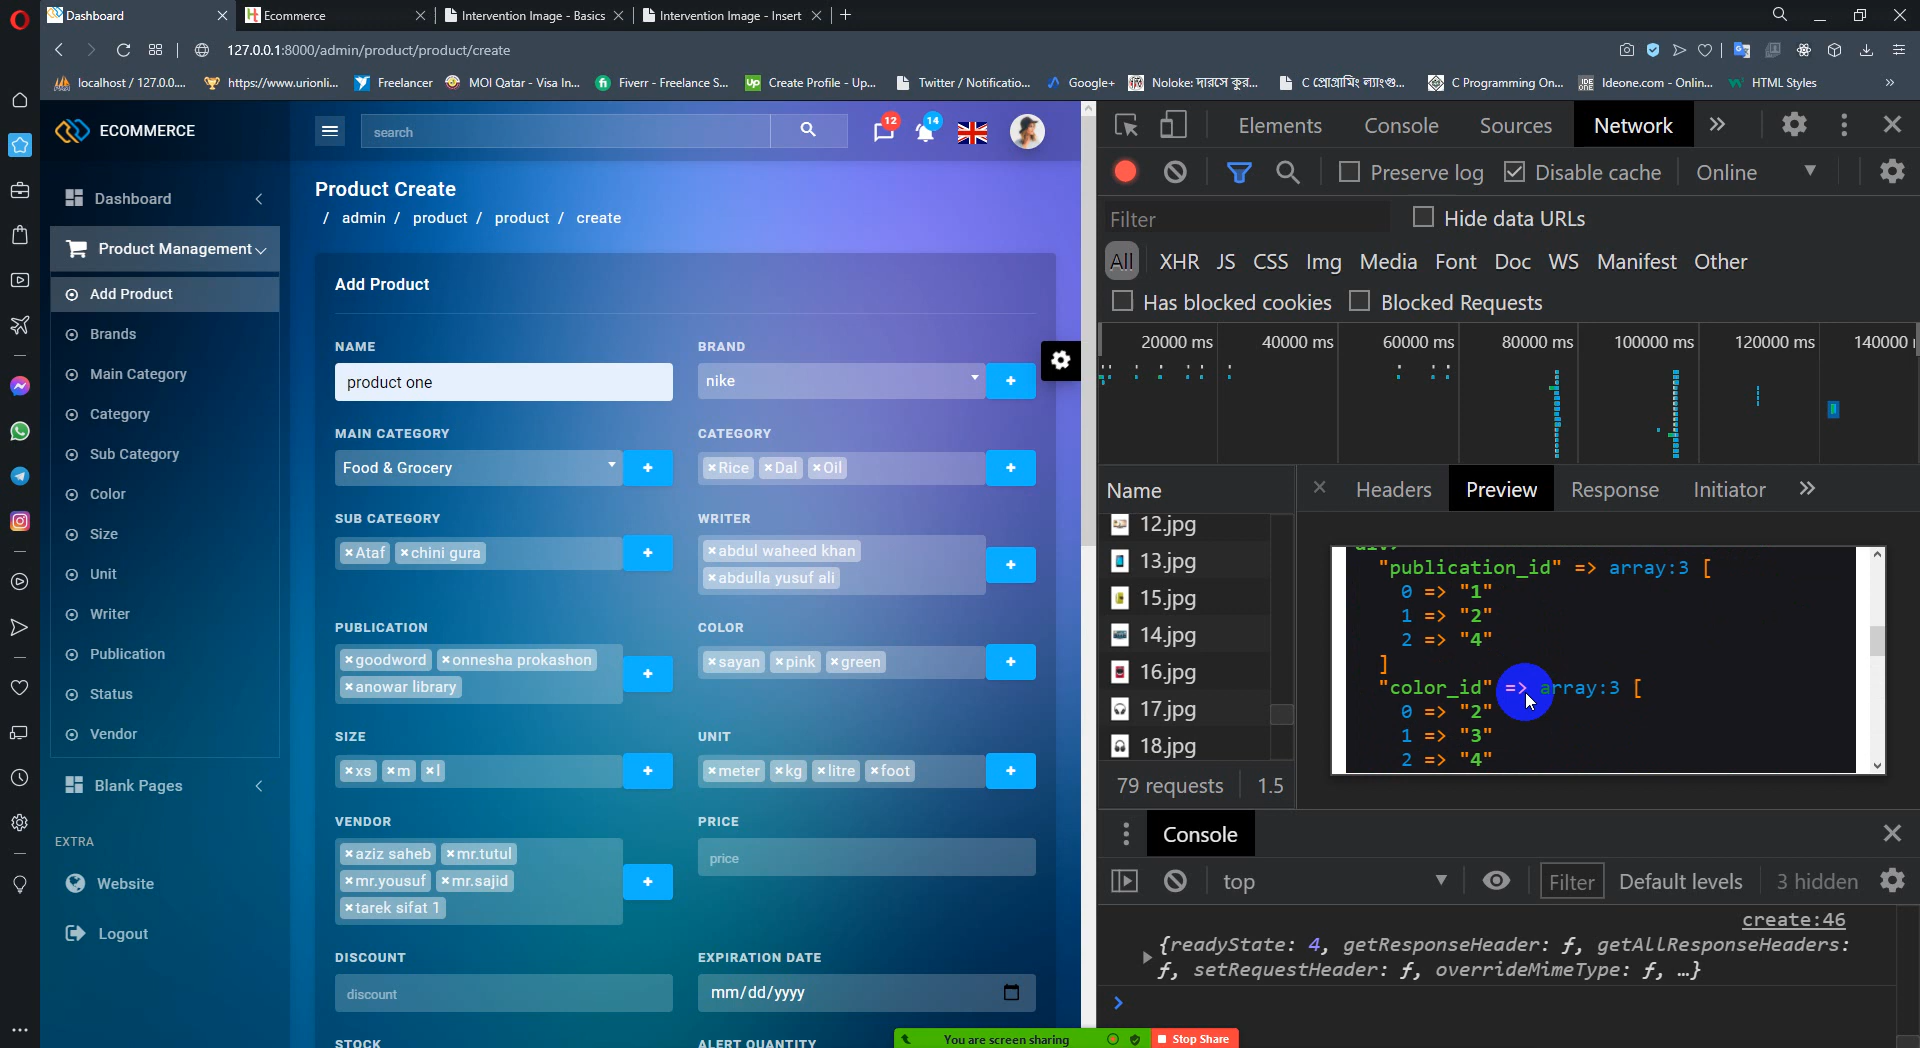 Dashboard
Ecommerce
Intervention Image - Basics
Intervention Image - Insert
127.0.0.1:8000/admin/product/product/create
localhost / 127.0.0...
https://www.urionli...
Freelancer
MOI Qatar - Visa In...
Fiverr - Freelance S...
Create Profile - Up...
Twitter / Notificatio...
Google+
Noloke: দারসে কুর...
C প্রোগ্রামিং ল্যাংগু...
C Programming On...
Ideone.com - Onlin...
HTML Styles
ECOMMERCE
search
12
14
Dashboard
Product Management
Add Product
Brands
Main Category
Category
Sub Category
Color
Size
Unit
Writer
Publication
Status
Vendor
Blank Pages
EXTRA
Website
Logout
Product Create
/ admin / product / product / create
Add Product
NAME
product one
BRAND
nike
+
MAIN CATEGORY
Food & Grocery
+
CATEGORY
×Rice ×Dal ×Oil
+
SUB CATEGORY
×Ataf ×chini gura
+
WRITER
×abdul waheed khan
×abdulla yusuf ali
+
PUBLICATION
×goodword ×onnesha prokashon
×anowar library
+
COLOR
×sayan ×pink ×green
+
SIZE
×xs ×m ×l
+
UNIT
×meter ×kg ×litre ×foot
+
VENDOR
×aziz saheb ×mr.tutul
×mr.yousuf ×mr.sajid
×tarek sifat 1
+
PRICE
price
DISCOUNT
discount
EXPIRATION DATE
mm/dd/yyyy
STOCK
ALERT QUANTITY
You are screen sharing
Stop Share
Elements Console Sources Network
Preserve log Disable cache Online
Filter
Hide data URLs
All XHR JS CSS Img Media Font Doc WS Manifest Other
Has blocked cookies Blocked Requests
20000 ms 40000 ms 60000 ms 80000 ms 100000 ms 120000 ms 140000
Name
12.jpg
13.jpg
15.jpg
14.jpg
16.jpg
17.jpg
18.jpg
79 requests 1.5
Headers Preview Response Initiator
"publication_id" => array:3 [
0 => "1"
1 => "2"
2 => "4"
]
"color_id" => array:3 [
0 => "2"
1 => "3"
2 => "4"
Console
top
Filter
Default levels
3 hidden
create:46
{readyState: 4, getResponseHeader: ƒ, getAllResponseHeaders:
ƒ, setRequestHeader: ƒ, overrideMimeType: ƒ, …}